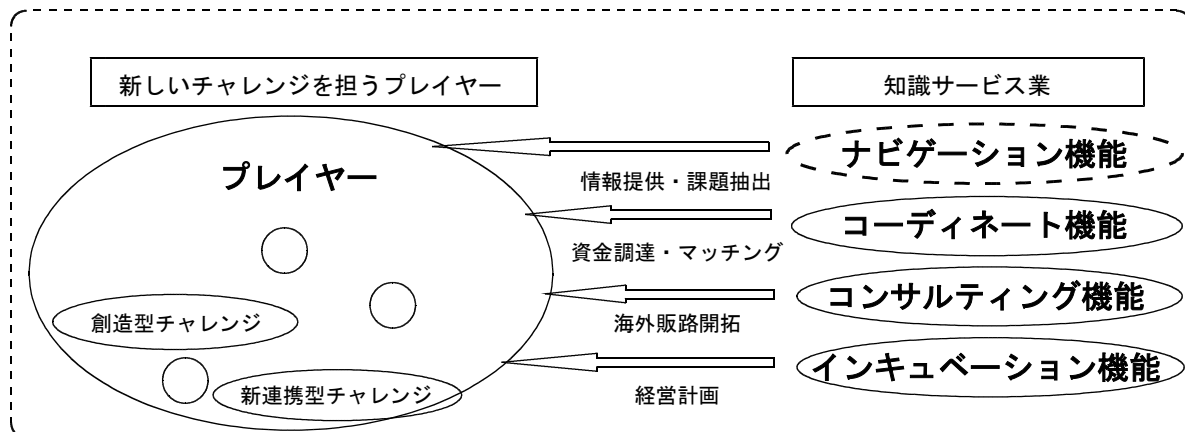 新しいチャレンジを担うプレイヤー
知識サービス業
プレイヤー
ナビゲーション機能
情報提供・課題抽出
コーディネート機能
資金調達・マッチング
コンサルティング機能
海外販路開拓
創造型チャレンジ
インキュベーション機能
新連携型チャレンジ
経営計画